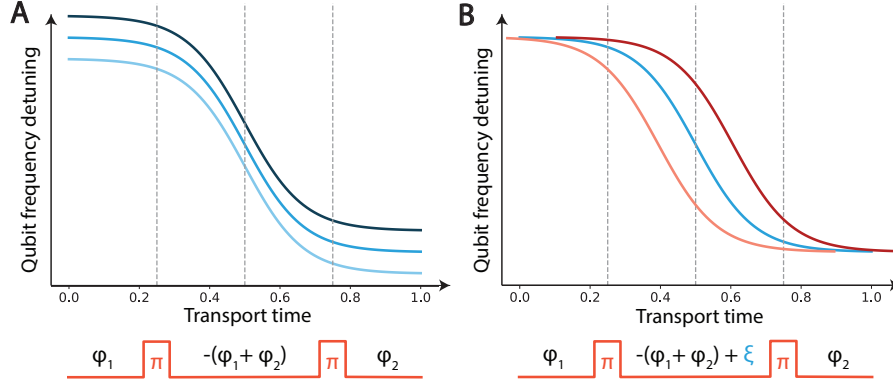 A
Qubit frequency detuning
0.0 0.2 0.4 0.6 0.8 1.0
Transport time
φ1 π -(φ1+ φ2) π φ2
B
Qubit frequency detuning
0.0 0.2 0.4 0.6 0.8 1.0
Transport time
φ1 π -(φ1+ φ2) + ξ π φ2